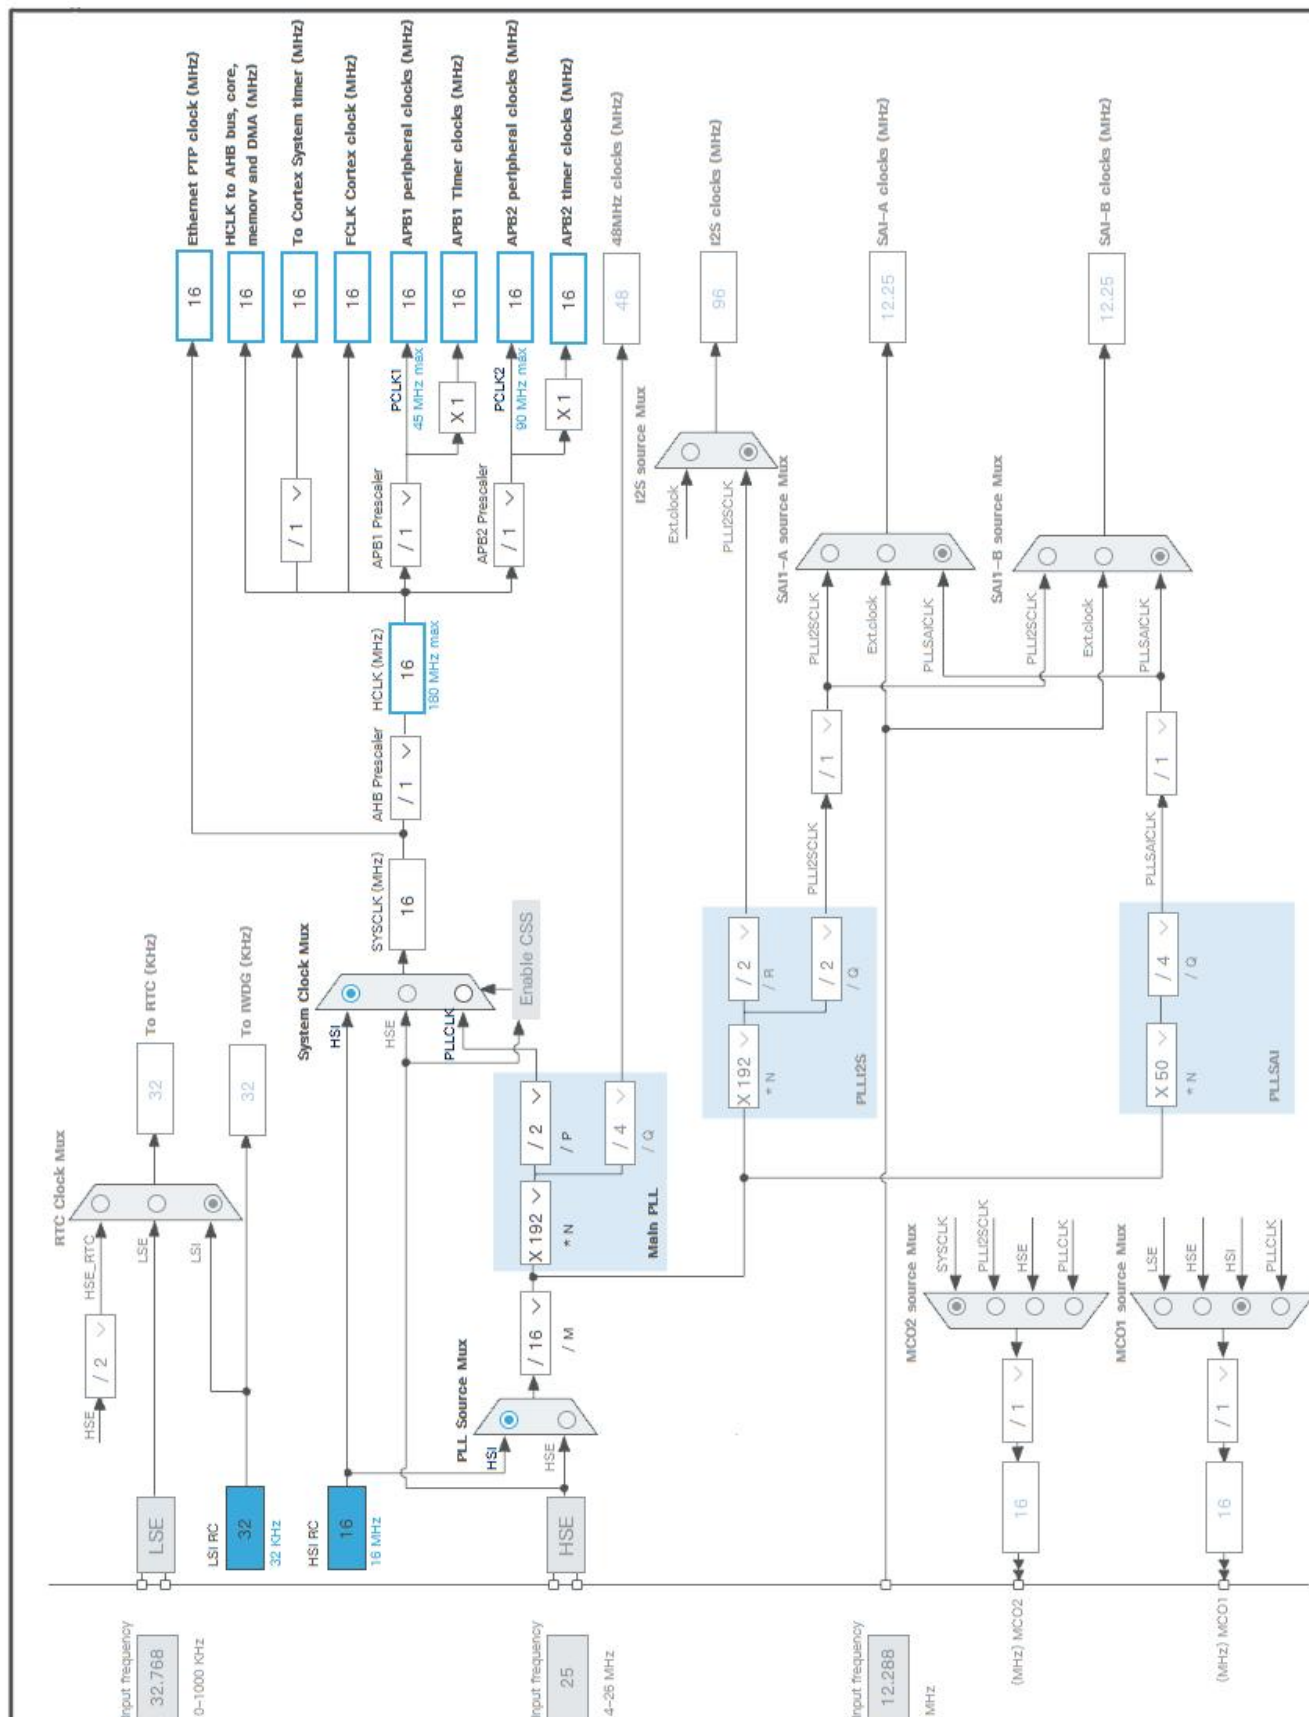 Input frequency
32.768
0-1000 KHz
LSE
LSI RC
32
32 KHz
HSI RC
16
16 MHz
HSE
/ 2
HSE_RTC
LSE
LSI
RTC Clock Mux
32
To RTC (KHz)
32
To IWDG (KHz)
Input frequency
25
4-26 MHz
HSE
PLL Source Mux
HSI
HSE
/ 16
/ M
X 192
* N
/ 2
/ P
/ 4
/ Q
Main PLL
System Clock Mux
HSI
HSE
PLLCLK
Enable CSS
SYSCLK (MHz)
16
AHB Prescaler
/ 1
HCLK (MHz)
16
180 MHz max
/ 1
APB1 Prescaler
/ 1
PCLK1
45 MHz max
X 1
APB2 Prescaler
/ 1
PCLK2
90 MHz max
X 1
16
Ethernet PTP clock (MHz)
16
HCLK to AHB bus, core,
memory and DMA (MHz)
16
To Cortex System timer (MHz)
16
FCLK Cortex clock (MHz)
16
APB1 peripheral clocks (MHz)
16
APB1 Timer clocks (MHz)
16
APB2 peripheral clocks (MHz)
16
APB2 timer clocks (MHz)
48
48MHz clocks (MHz)
X 192
* N
/ 2
/ R
/ 2
/ Q
PLLI2S
PLLI2SCLK
/ 1
I2S source Mux
Ext.clock
PLLI2SCLK
96
I2S clocks (MHz)
Input frequency
12.288
MHz
X 50
* N
/ 4
/ Q
PLLSAI
PLLSAICLK
/ 1
SAI1-A source Mux
PLLI2SCLK
Ext.clock
PLLSAICLK
12.25
SAI-A clocks (MHz)
SAI1-B source Mux
PLLI2SCLK
Ext.clock
PLLSAICLK
12.25
SAI-B clocks (MHz)
(MHz) MCO2
16
/ 1
MCO2 source Mux
SYSCLK
PLLI2SCLK
HSE
PLLCLK
(MHz) MCO1
16
/ 1
MCO1 source Mux
LSE
HSE
HSI
PLLCLK